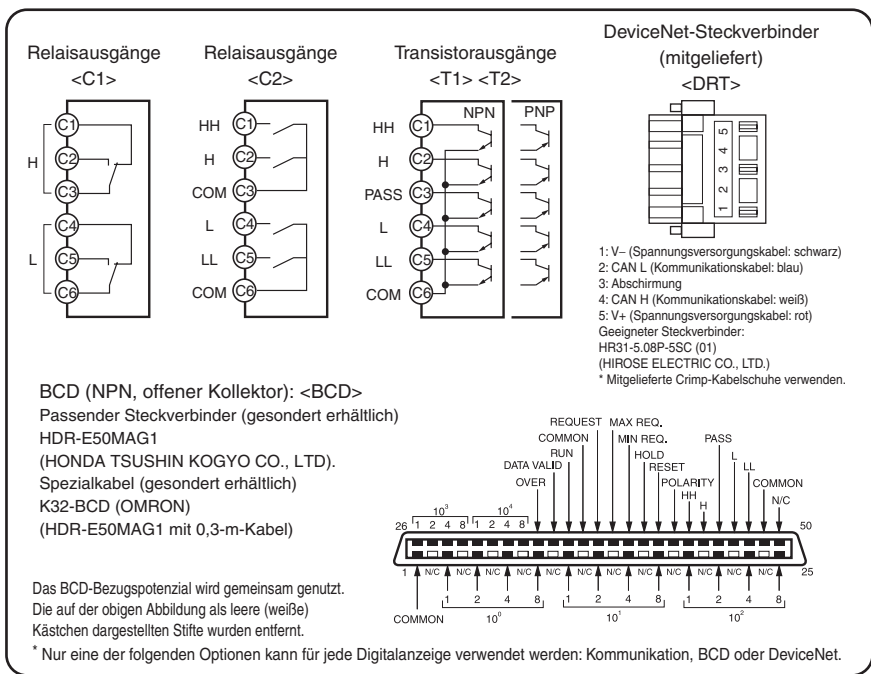 Relaisausgänge
<C1>
H
L
C1
C2
C3
C4
C5
C6
Relaisausgänge
<C2>
HH
H
COM
L
LL
COM
C1
C2
C3
C4
C5
C6
Transistorausgänge
<T1> <T2>
NPN
PNP
HH
H
PASS
L
LL
COM
C1
C2
C3
C4
C5
C6
DeviceNet-Steckverbinder
(mitgeliefert)
<DRT>
1 2 3 4 5
1: V– (Spannungsversorgungskabel: schwarz)
2: CAN L (Kommunikationskabel: blau)
3: Abschirmung
4: CAN H (Kommunikationskabel: weiß)
5: V+ (Spannungsversorgungskabel: rot)
Geeigneter Steckverbinder:
HR31-5.08P-5SC (01)
(HIROSE ELECTRIC CO., LTD.)
* Mitgelieferte Crimp-Kabelschuhe verwenden.
BCD (NPN, offener Kollektor): <BCD>
Passender Steckverbinder (gesondert erhältlich)
HDR-E50MAG1
(HONDA TSUSHIN KOGYO CO., LTD).
Spezialkabel (gesondert erhältlich)
K32-BCD (OMRON)
(HDR-E50MAG1 mit 0,3-m-Kabel)
Das BCD-Bezugspotenzial wird gemeinsam genutzt.
Die auf der obigen Abbildung als leere (weiße)
Kästchen dargestellten Stifte wurden entfernt.
REQUEST MAX REQ.
COMMON MIN REQ. PASS
RUN HOLD L
DATA VALID RESET LL
OVER POLARITY COMMON
HH N/C
H
10³ 10⁴
26 1 2 4 8 1 2 4 8 50
1 N/C N/C N/C N/C N/C N/C N/C N/C N/C N/C N/C N/C 25
1 2 4 8 1 2 4 8 1 2 4 8
COMMON 10⁰ 10¹ 10²
* Nur eine der folgenden Optionen kann für jede Digitalanzeige verwendet werden: Kommunikation, BCD oder DeviceNet.